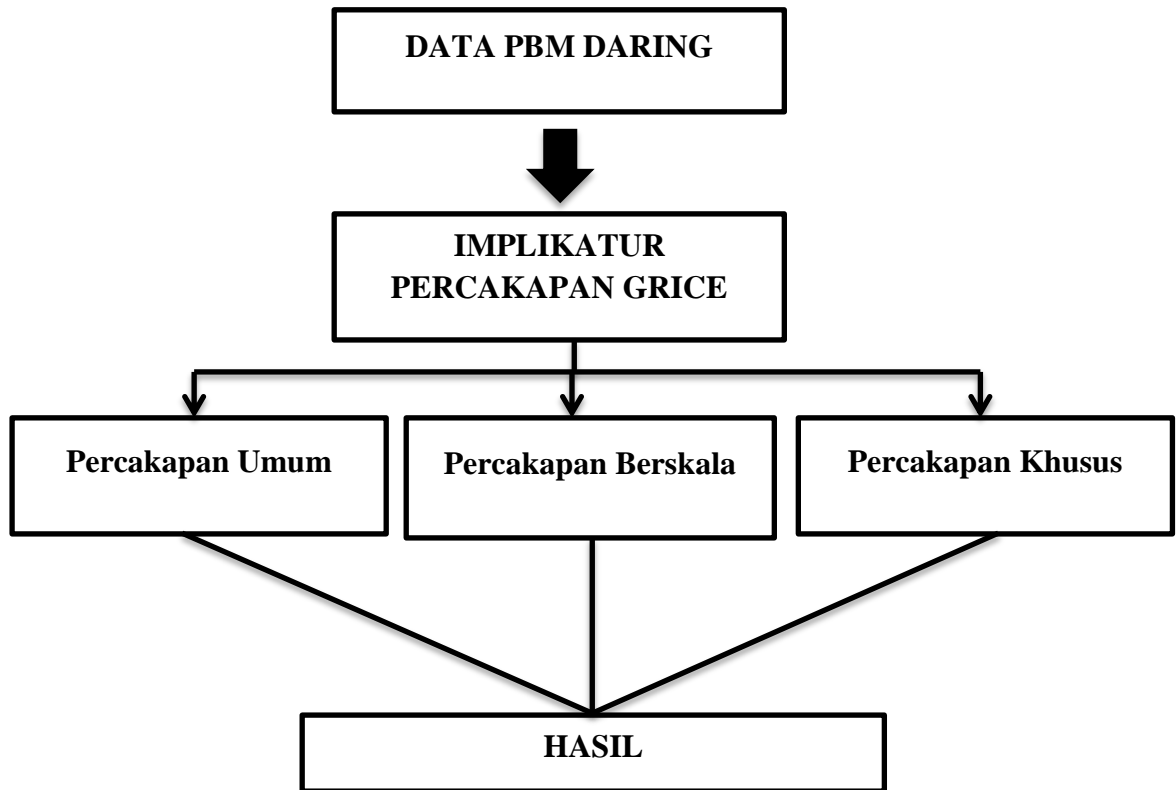 DATA PBM DARING
IMPLIKATUR
PERCAKAPAN GRICE
Percakapan Umum
Percakapan Berskala
Percakapan Khusus
HASIL